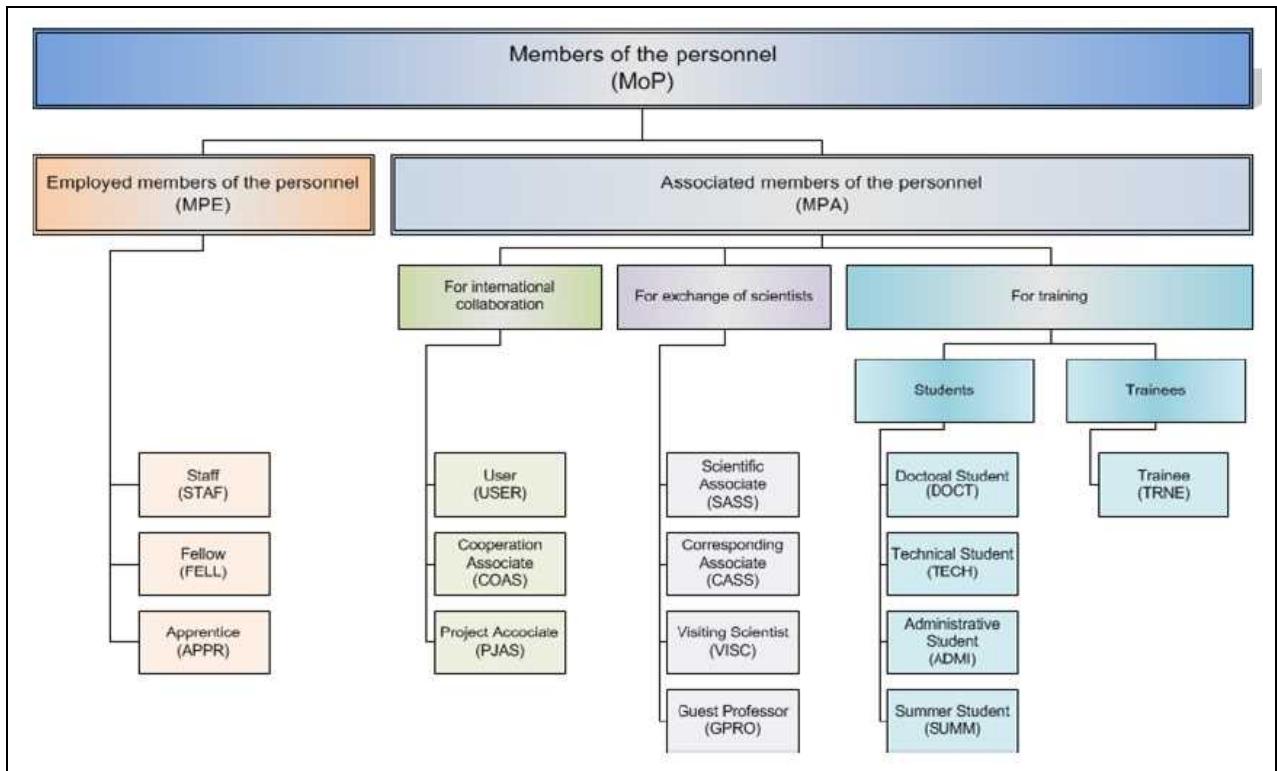 Members of the personnel
(MoP)
Employed members of the personnel
(MPE)
Associated members of the personnel
(MPA)
For international
collaboration
For exchange of scientists
For training
Students
Trainees
Staff
(STAF)
Fellow
(FELL)
Apprentice
(APPR)
User
(USER)
Cooperation
Associate
(COAS)
Project Accociate
(PJAS)
Scientific
Associate
(SASS)
Corresponding
Associate
(CASS)
Visiting Scientist
(VISC)
Guest Professor
(GPRO)
Doctoral Student
(DOCT)
Technical Student
(TECH)
Administrative
Student
(ADMI)
Summer Student
(SUMM)
Trainee
(TRNE)